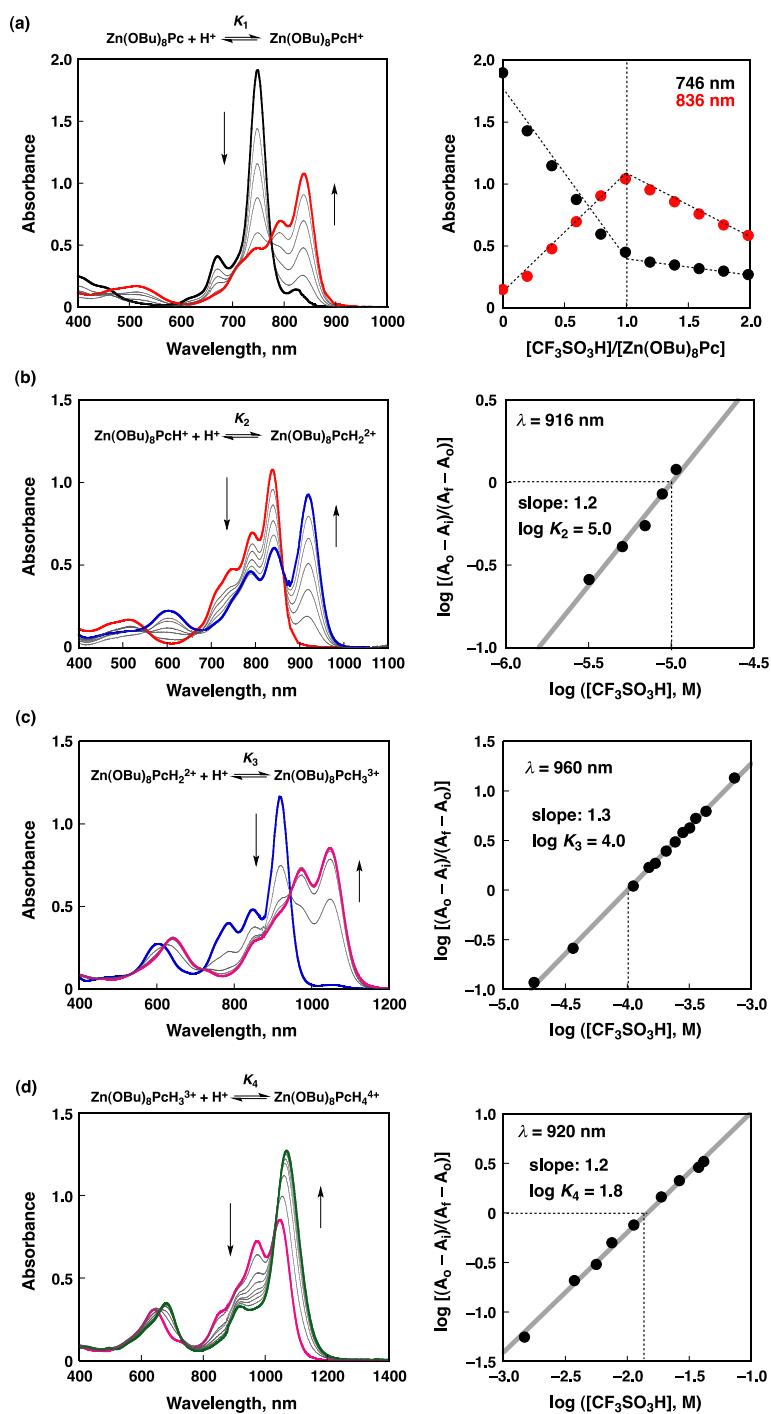 (a)
K₁
Zn(OBu)₈Pc + H⁺ ⇌ Zn(OBu)₈PcH⁺
Absorbance
2.0
1.5
1.0
0.5
0
400 500 600 700 800 900 1000
Wavelength, nm
Absorbance
2.0
1.5
1.0
0.5
0
746 nm
836 nm
0 0.5 1.0 1.5 2.0
[CF₃SO₃H]/[Zn(OBu)₈Pc]
(b)
K₂
Zn(OBu)₈PcH⁺ + H⁺ ⇌ Zn(OBu)₈PcH₂²⁺
Absorbance
1.5
1.0
0.5
0
400 500 600 700 800 900 1000 1100
Wavelength, nm
log [(A₀ – Aᵢ)/(A_f – A₀)]
0.5
0
–0.5
–1.0
λ = 916 nm
slope: 1.2
log K₂ = 5.0
–6.0 –5.5 –5.0 –4.5
log ([CF₃SO₃H], M)
(c)
K₃
Zn(OBu)₈PcH₂²⁺ + H⁺ ⇌ Zn(OBu)₈PcH₃³⁺
Absorbance
1.5
1.0
0.5
0
400 600 800 1000 1200
Wavelength, nm
log [(A₀ – Aᵢ)/(A_f – A₀)]
1.5
1.0
0.5
0
–0.5
–1.0
λ = 960 nm
slope: 1.3
log K₃ = 4.0
–5.0 –4.5 –4.0 –3.5 –3.0
log ([CF₃SO₃H, M)
(d)
K₄
Zn(OBu)₈PcH₃³⁺ + H⁺ ⇌ Zn(OBu)₈PcH₄⁴⁺
Absorbance
1.5
1.0
0.5
0
400 600 800 1000 1200 1400
Wavelength, nm
log [(A₀ – Aᵢ)/(A_f – A₀)]
1.0
0.5
0
–0.5
–1.0
–1.5
λ = 920 nm
slope: 1.2
log K₄ = 1.8
–3.0 –2.5 –2.0 –1.5 –1.0
log ([CF₃SO₃H], M)